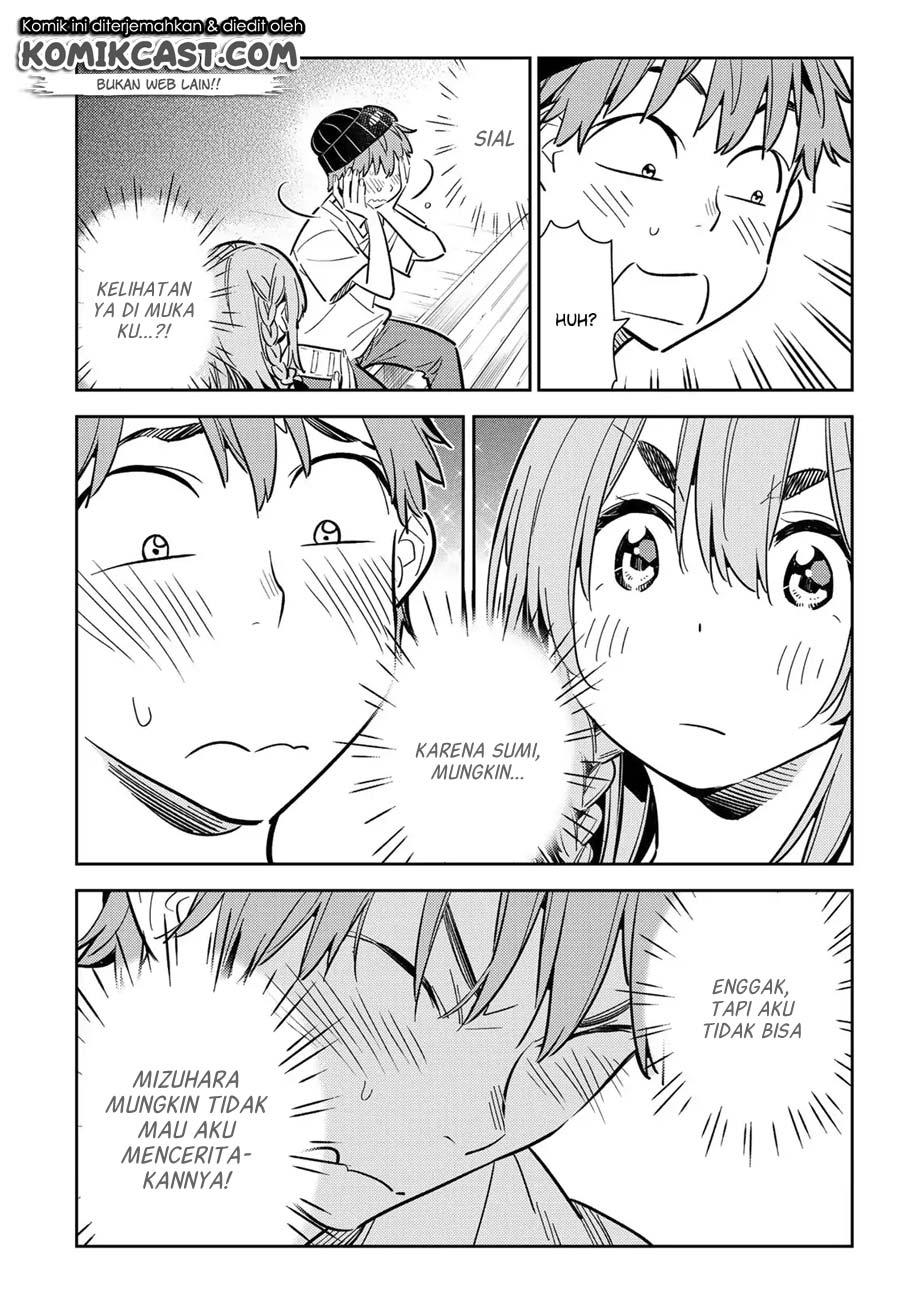 Komik ini diterjemahkan & diedit oleh
KOMIKCAST.COM
BUKAN WEB LAIN!!
HUH?
SIAL
KELIHATAN
YA DI MUKA
KU...?!
KARENA SUMI,
MUNGKIN...
ENGGAK,
TAPI AKU
TIDAK BISA
MIZUHARA
MUNGKIN TIDAK
MAU AKU
MENCERITA-
KANNYA!